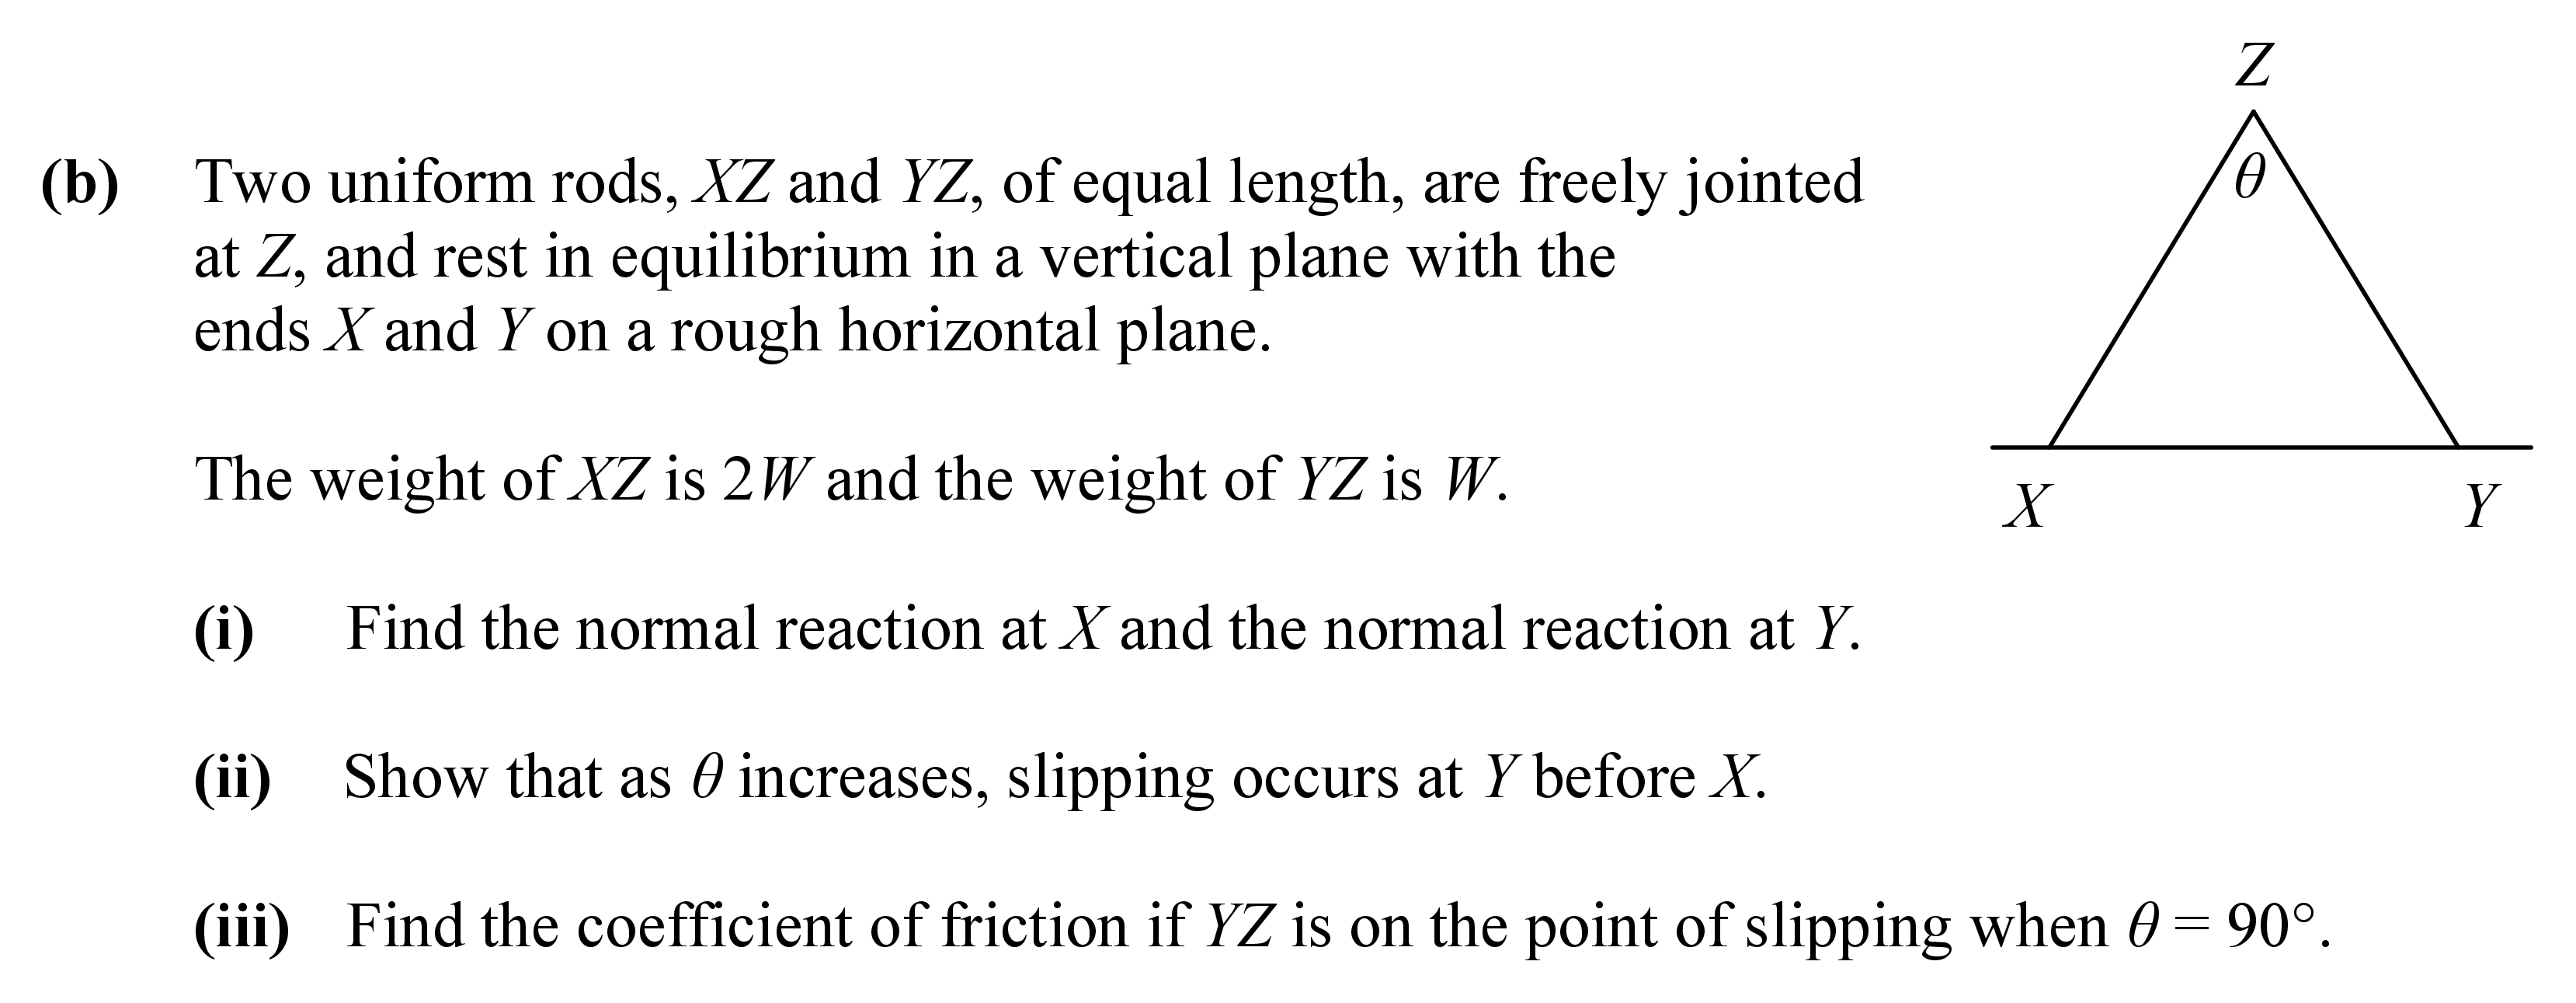 Z
θ
(b) Two uniform rods, XZ and YZ, of equal length, are freely jointed
at Z, and rest in equilibrium in a vertical plane with the
ends X and Y on a rough horizontal plane.
The weight of XZ is 2W and the weight of YZ is W.
X Y
(i) Find the normal reaction at X and the normal reaction at Y.
(ii) Show that as θ increases, slipping occurs at Y before X.
(iii) Find the coefficient of friction if YZ is on the point of slipping when θ = 90°.